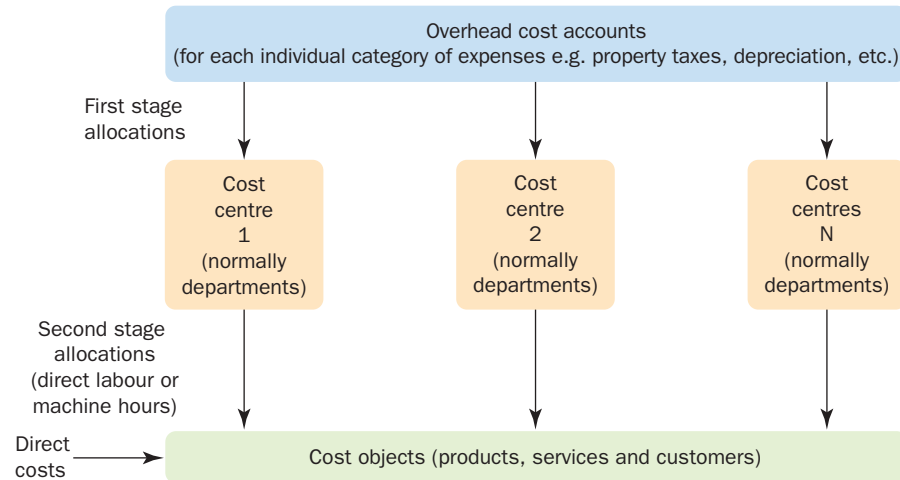 Overhead cost accounts
(for each individual category of expenses e.g. property taxes, depreciation, etc.)
First stage
allocations
Cost
centre
1
(normally
departments)
Cost
centre
2
(normally
departments)
Cost
centres
N
(normally
departments)
Second stage
allocations
(direct labour or
machine hours)
Direct
costs
Cost objects (products, services and customers)